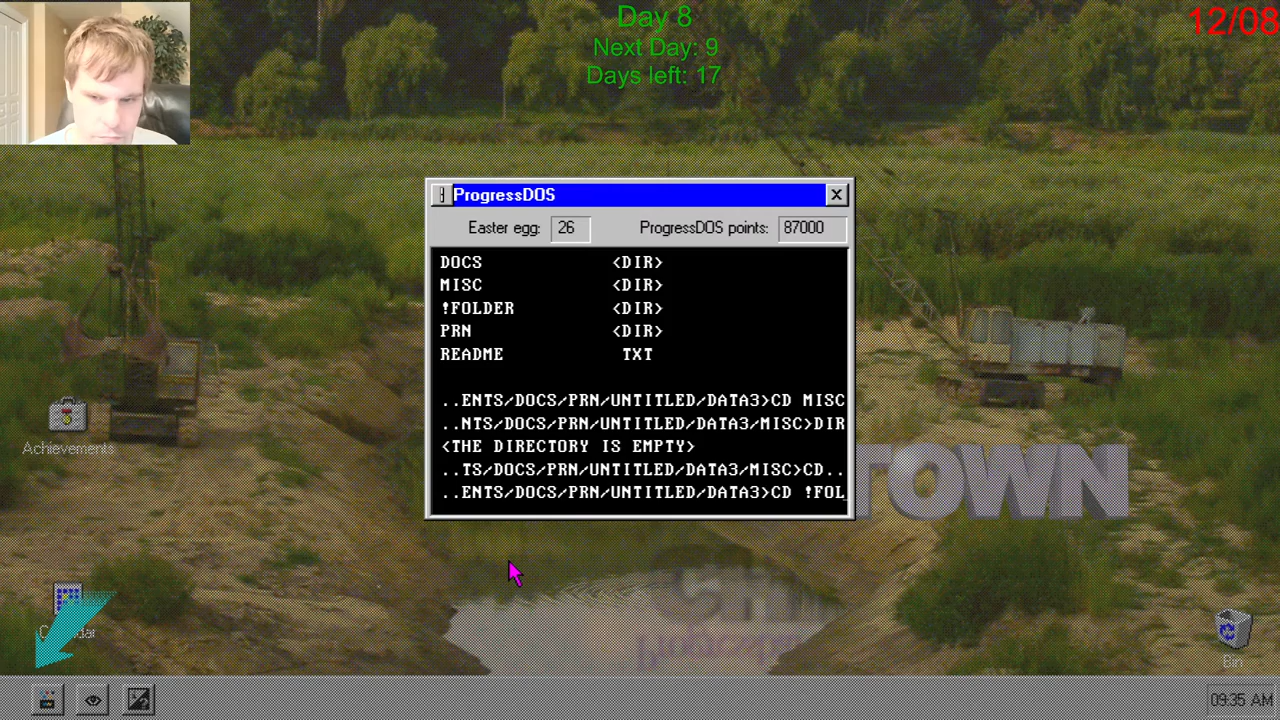 Day 8
Next Day: 9
Days left: 17
12/08
ProgressDOS
Easter egg: 26 ProgressDOS points: 87000
DOCS <DIR>
MISC <DIR>
!FOLDER <DIR>
PRN <DIR>
README TXT
..ENTS/DOCS/PRN/UNTITLED/DATA3>CD MISC
..NTS/DOCS/PRN/UNTITLED/DATA3/MISC>DIR
<THE DIRECTORY IS EMPTY>
..TS/DOCS/PRN/UNTITLED/DATA3/MISC>CD..
..ENTS/DOCS/PRN/UNTITLED/DATA3>CD !FOL_
Achievements
TOWN
Bin
09:35 AM